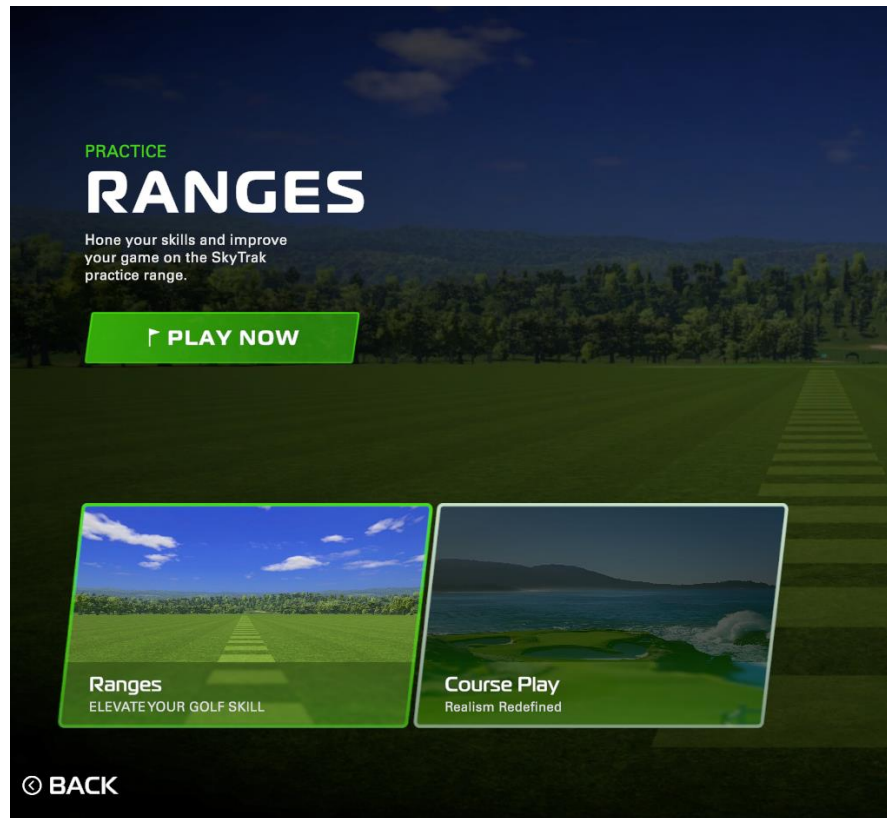 PRACTICE
RANGES
Hone your skills and improve
your game on the SkyTrak
practice range.
PLAY NOW
Ranges
ELEVATE YOUR GOLF SKILL
Course Play
Realism Redefined
BACK